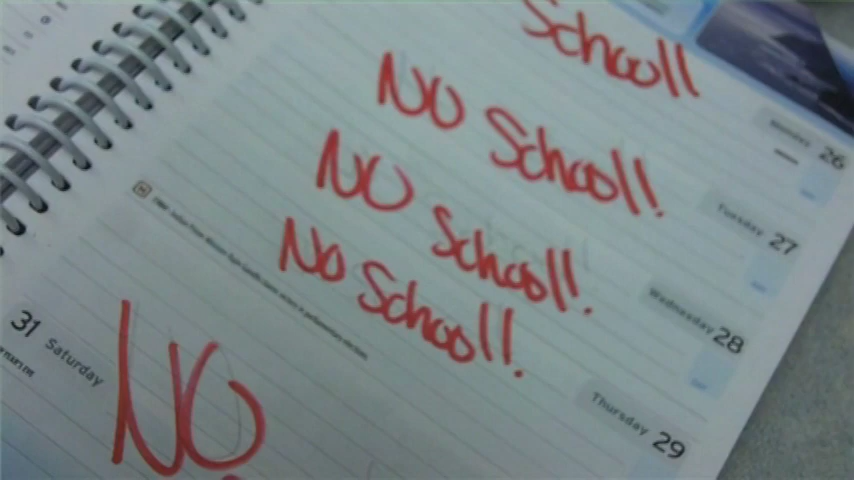 School!
Monday 26
No School!
Tuesday 27
No School!
Wednesday 28
No School!
Thursday 29
31 Saturday
No